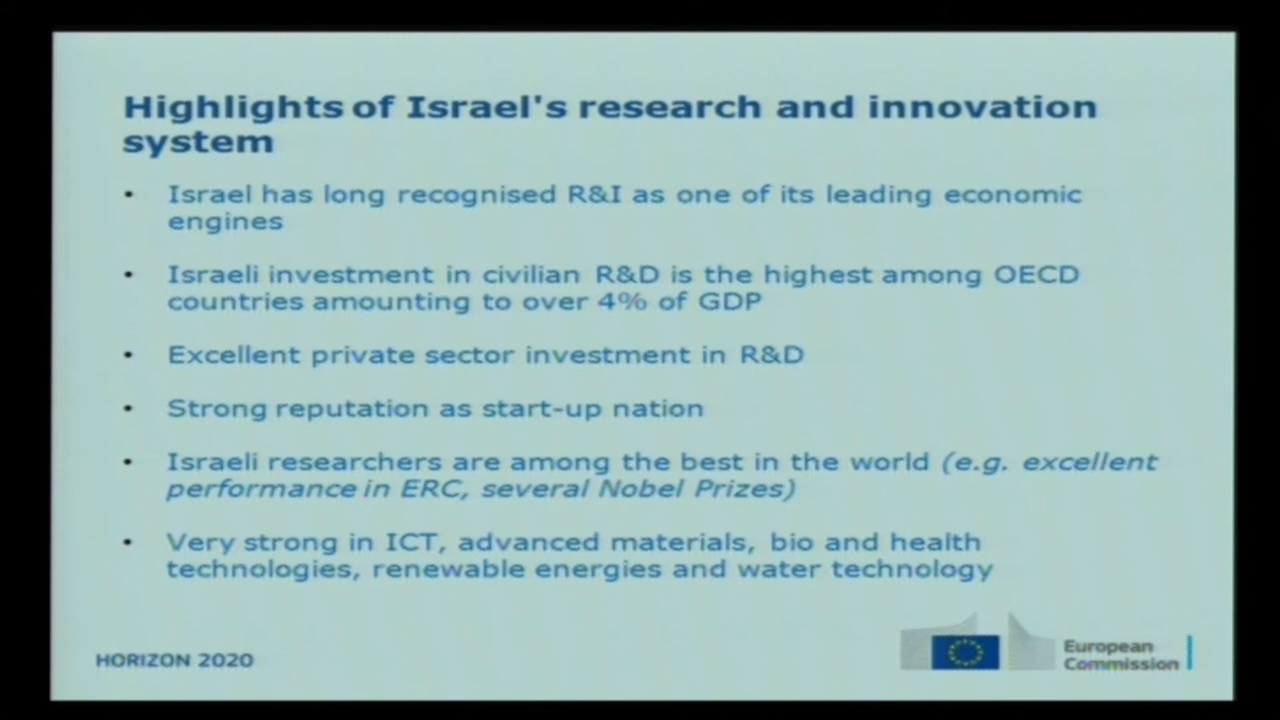 Highlights of Israel's research and innovation
system
• Israel has long recognised R&I as one of its leading economic
engines
• Israeli investment in civilian R&D is the highest among OECD
countries amounting to over 4% of GDP
• Excellent private sector investment in R&D
• Strong reputation as start-up nation
• Israeli researchers are among the best in the world (e.g. excellent
performance in ERC, several Nobel Prizes)
• Very strong in ICT, advanced materials, bio and health
technologies, renewable energies and water technology
HORIZON 2020
European
Commission